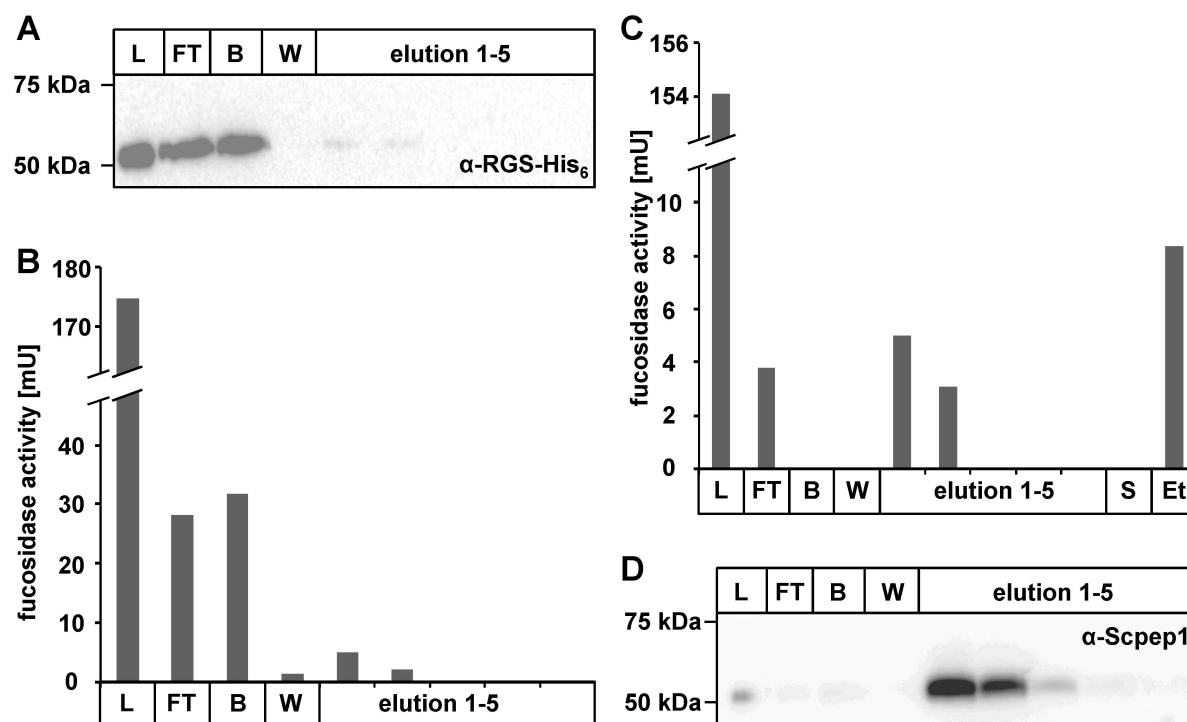 A
L FT B W elution 1-5
75 kDa
50 kDa
α-RGS-His6
B
fucosidase activity [mU]
180
170
40
30
20
10
0
L FT B W elution 1-5
C
fucosidase activity [mU]
156
154
10
8
6
4
2
0
L FT B W elution 1-5 S Et
D
L FT B W elution 1-5
75 kDa
α-Scpep1
50 kDa